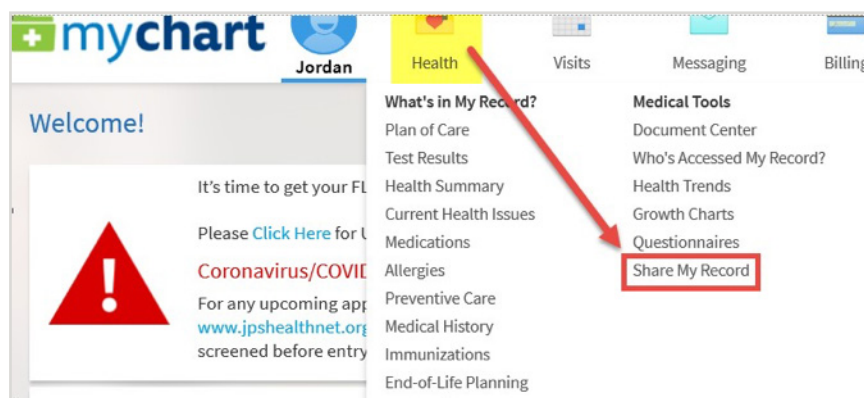 mychart
Jordan
Health
Visits
Messaging
Billing
Welcome!
It's time to get your FL
Please Click Here for U
Coronavirus/COVID
For any upcoming app
www.jpshealthnet.org
screened before entry
What's in My Record?
Plan of Care
Test Results
Health Summary
Current Health Issues
Medications
Allergies
Preventive Care
Medical History
Immunizations
End-of-Life Planning
Medical Tools
Document Center
Who's Accessed My Record?
Health Trends
Growth Charts
Questionnaires
Share My Record